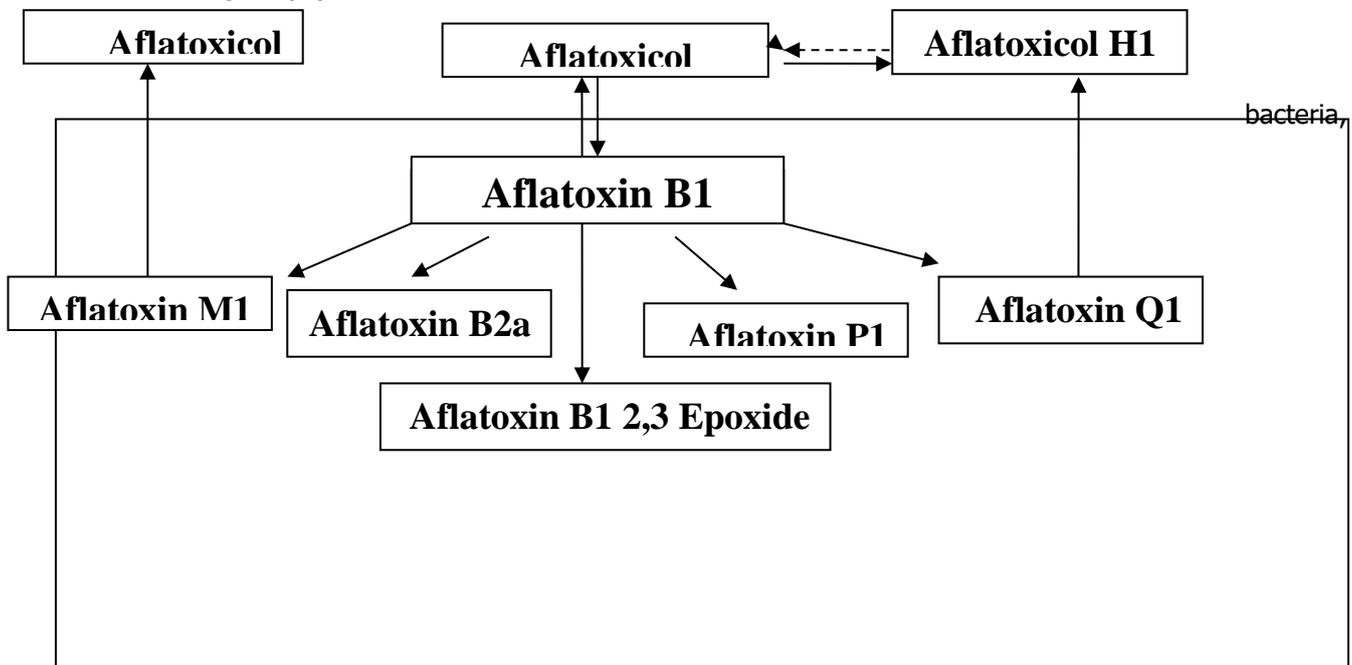 Aflatoxicol
Aflatoxicol
Aflatoxicol H1
bacteria,
Aflatoxin B1
Aflatoxin M1
Aflatoxin B2a
Aflatoxin P1
Aflatoxin Q1
Aflatoxin B1 2,3 Epoxide